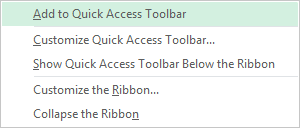 Add to Quick Access Toolbar
Customize Quick Access Toolbar...
Show Quick Access Toolbar Below the Ribbon
Customize the Ribbon...
Collapse the Ribbon